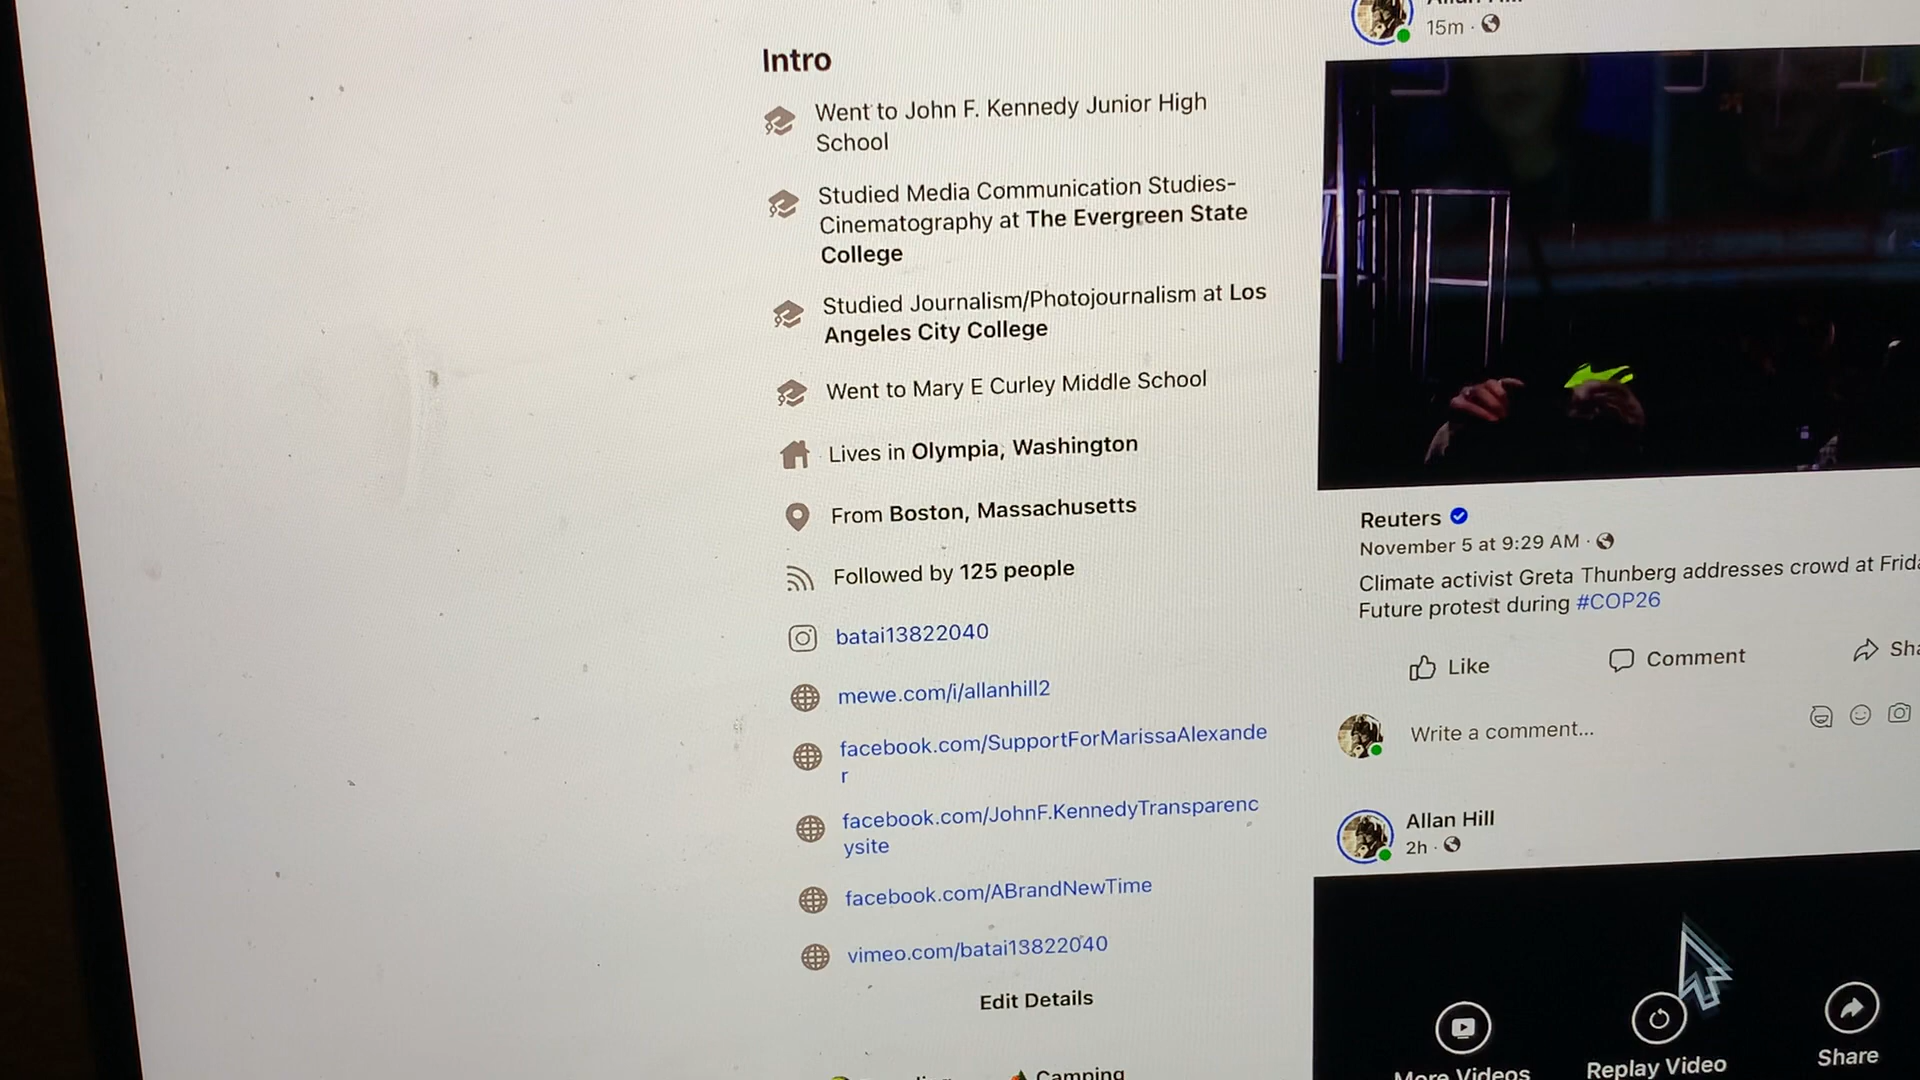 Intro
Went to John F. Kennedy Junior High
School
Studied Media Communication Studies-
Cinematography at The Evergreen State
College
Studied Journalism/Photojournalism at Los
Angeles City College
Went to Mary E Curley Middle School
Lives in Olympia, Washington
From Boston, Massachusetts
Followed by 125 people
batai13822040
mewe.com/i/allanhill2
facebook.com/SupportForMarissaAlexande
r
facebook.com/JohnF.KennedyTransparenc
ysite
facebook.com/ABrandNewTime
vimeo.com/batai13822040
Edit Details
Camping
15m ·
Reuters
November 5 at 9:29 AM ·
Climate activist Greta Thunberg addresses crowd at
Future protest during #COP26
Like
Comment
Write a comment...
Allan Hill
2h ·
More Videos
Replay Video
Share